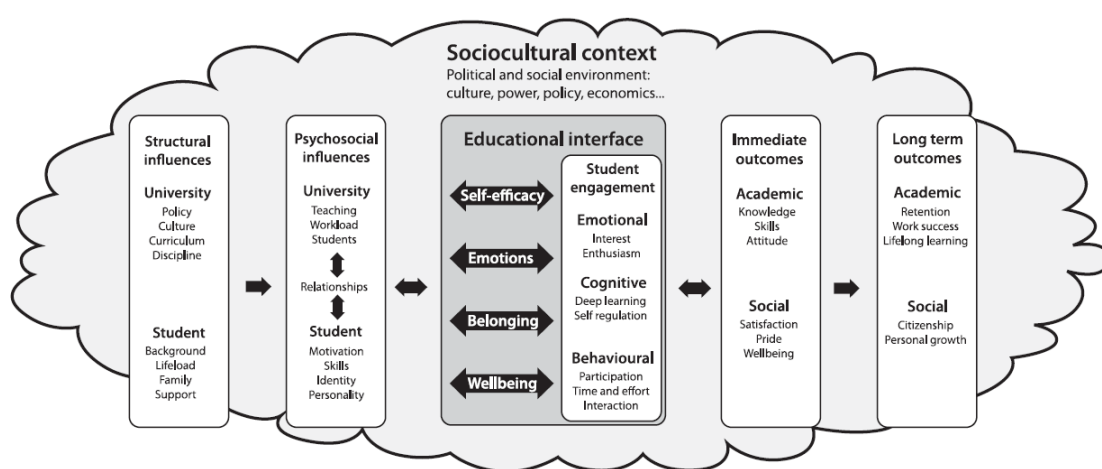 Sociocultural context
Political and social environment:
culture, power, policy, economics...
Structural
influences
University
Policy
Culture
Curriculum
Discipline
Student
Background
Lifeload
Family
Support
Psychosocial
influences
University
Teaching
Workload
Students
Relationships
Student
Motivation
Skills
Identity
Personality
Educational interface
Self-efficacy
Emotions
Belonging
Wellbeing
Student
engagement
Emotional
Interest
Enthusiasm
Cognitive
Deep learning
Self regulation
Behavioural
Participation
Time and effort
Interaction
Immediate
outcomes
Academic
Knowledge
Skills
Attitude
Social
Satisfaction
Pride
Wellbeing
Long term
outcomes
Academic
Retention
Work success
Lifelong learning
Social
Citizenship
Personal growth